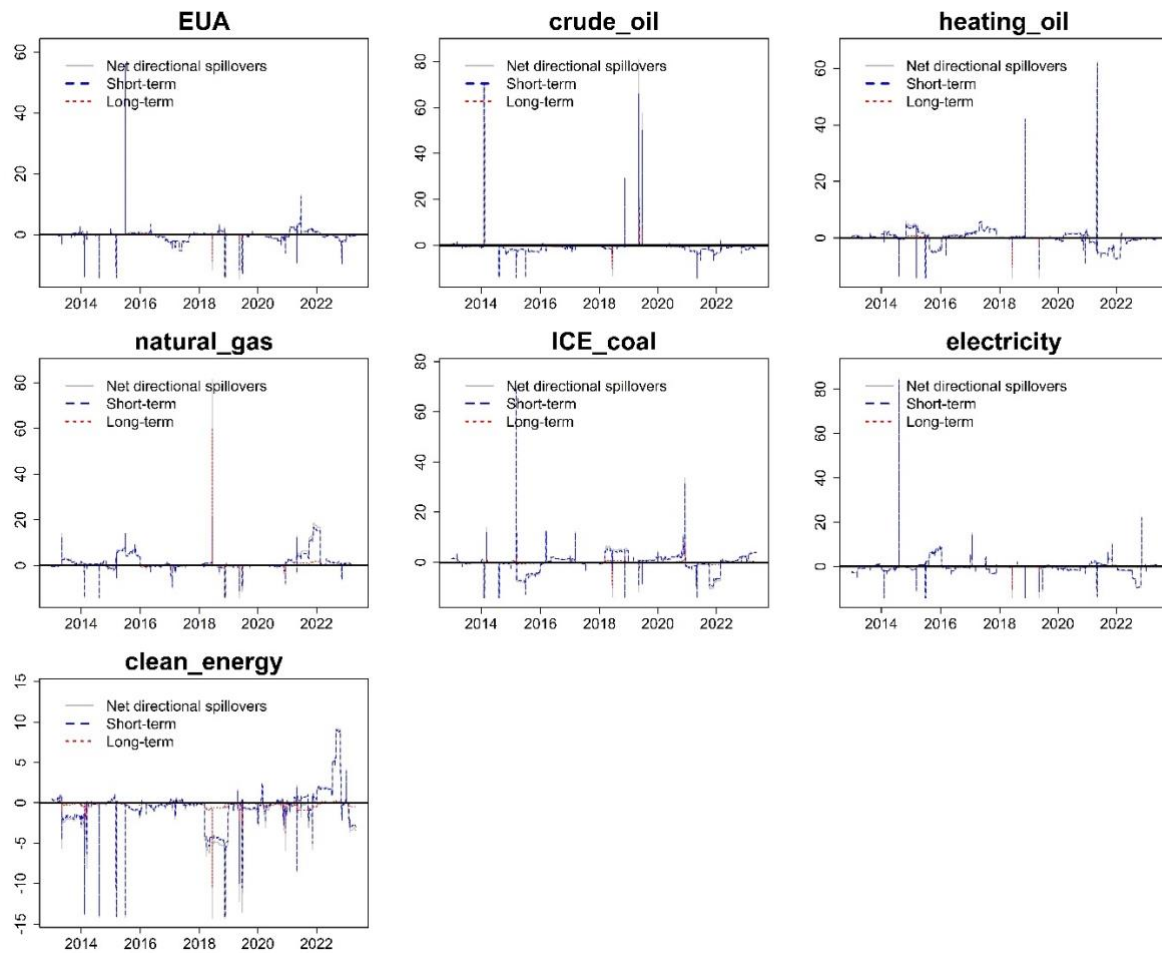 EUA
60
40
20
0
Net directional spillovers
Short-term
Long-term
2014 2016 2018 2020 2022
crude_oil
80
60
40
20
0
Net directional spillovers
Short-term
Long-term
2014 2016 2018 2020 2022
heating_oil
60
40
20
0
Net directional spillovers
Short-term
Long-term
2014 2016 2018 2020 2022
natural_gas
80
60
40
20
0
Net directional spillovers
Short-term
Long-term
2014 2016 2018 2020 2022
ICE_coal
80
60
40
20
0
Net directional spillovers
Short-term
Long-term
2014 2016 2018 2020 2022
electricity
80
60
40
20
0
Net directional spillovers
Short-term
Long-term
2014 2016 2018 2020 2022
clean_energy
15
10
5
0
-5
-10
-15
Net directional spillovers
Short-term
Long-term
2014 2016 2018 2020 2022